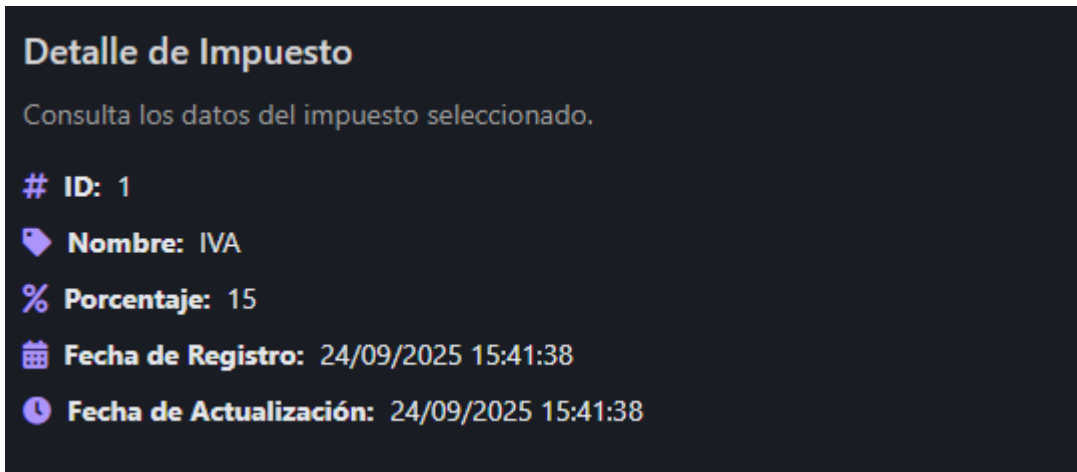 Detalle de Impuesto
Consulta los datos del impuesto seleccionado.
# ID: 1
Nombre: IVA
% Porcentaje: 15
Fecha de Registro: 24/09/2025 15:41:38
Fecha de Actualización: 24/09/2025 15:41:38